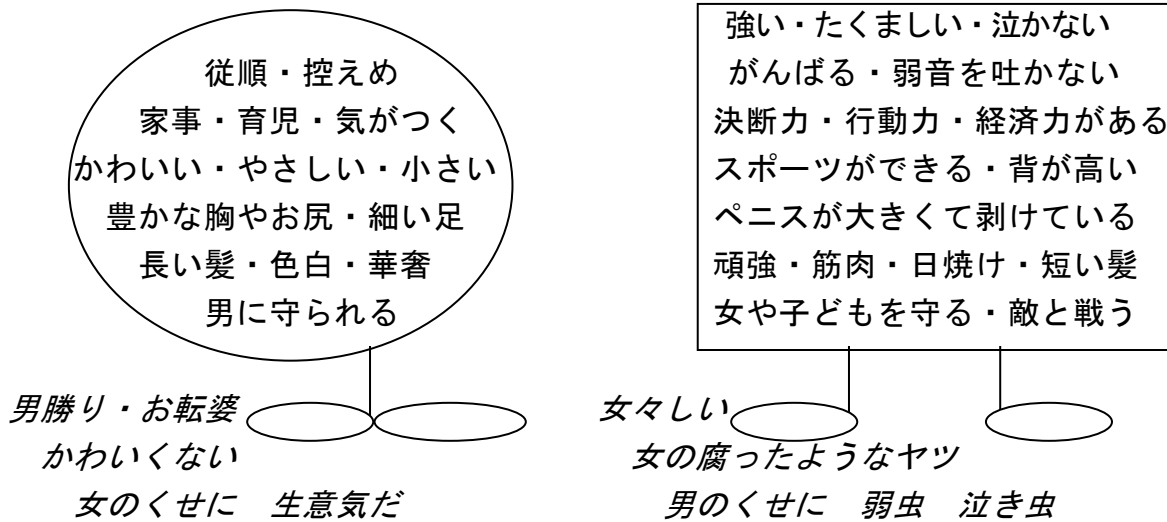 従順・控えめ
家事・育児・気がつく
かわいい・やさしい・小さい
豊かな胸やお尻・細い足
長い髪・色白・華奢
男に守られる
男勝り・お転婆
かわいくない
女のくせに　生意気だ
強い・たくましい・泣かない
がんばる・弱音を吐かない
決断力・行動力・経済力がある
スポーツができる・背が高い
ペニスが大きくて剥けている
頑強・筋肉・日焼け・短い髪
女や子どもを守る・敵と戦う
女々しい
女の腐ったようなヤツ
男のくせに　弱虫　泣き虫